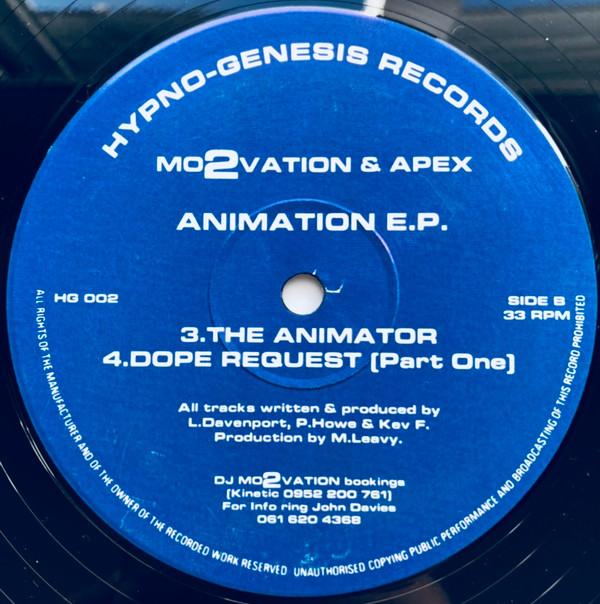 HYPNO-GENESIS RECORDS
MO2VATION & APEX
ANIMATION E.P.
HG 002
SIDE B
33 RPM
3.THE ANIMATOR
4.DOPE REQUEST (Part One)
All tracks written & produced by
L.Davenport, P.Howe & Kev F.
Production by M.Leavy.
DJ MO2VATION bookings
(Kinetic 0952 200 761)
For Info ring John Davies
061 620 4368
ALL RIGHTS OF THE MANUFACTURER AND OF THE OWNER OF THE RECORDED WORK RESERVED UNAUTHORISED COPYING PUBLIC PERFORMANCE AND BROADCASTING OF THIS RECORD PROHIBITED